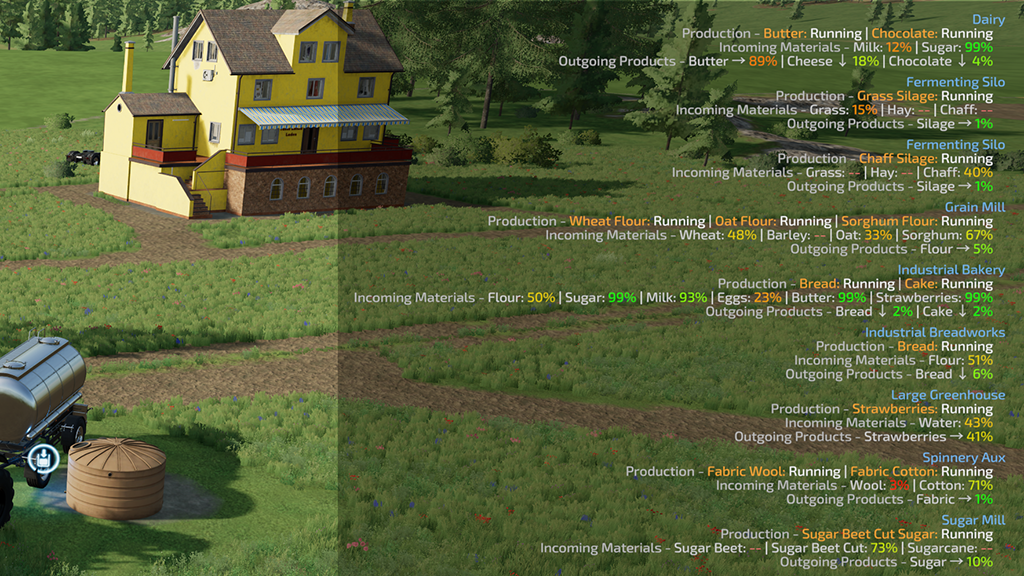 Dairy
Production - Butter: Running | Chocolate: Running
Incoming Materials - Milk: 12% | Sugar: 99%
Outgoing Products - Butter → 89% | Cheese ↓ 18% | Chocolate ↓ 4%
Fermenting Silo
Production - Grass Silage: Running
Incoming Materials - Grass: 15% | Hay: -- | Chaff: --
Outgoing Products - Silage → 1%
Fermenting Silo
Production - Chaff Silage: Running
Incoming Materials - Grass: -- | Hay: -- | Chaff: 40%
Outgoing Products - Silage → 1%
Grain Mill
Production - Wheat Flour: Running | Oat Flour: Running | Sorghum Flour: Running
Incoming Materials - Wheat: 48% | Barley: -- | Oat: 33% | Sorghum: 67%
Outgoing Products - Flour → 5%
Industrial Bakery
Production - Bread: Running | Cake: Running
Incoming Materials - Flour: 50% | Sugar: 99% | Milk: 93% | Eggs: 23% | Butter: 99% | Strawberries: 99%
Outgoing Products - Bread ↓ 2% | Cake ↓ 2%
Industrial Breadworks
Production - Bread: Running
Incoming Materials - Flour: 51%
Outgoing Products - Bread ↓ 6%
Large Greenhouse
Production - Strawberries: Running
Incoming Materials - Water: 43%
Outgoing Products - Strawberries → 41%
Spinnery Aux
Production - Fabric Wool: Running | Fabric Cotton: Running
Incoming Materials - Wool: 3% | Cotton: 71%
Outgoing Products - Fabric → 1%
Sugar Mill
Production - Sugar Beet Cut Sugar: Running
Incoming Materials - Sugar Beet: -- | Sugar Beet Cut: 73% | Sugarcane: --
Outgoing Products - Sugar → 10%